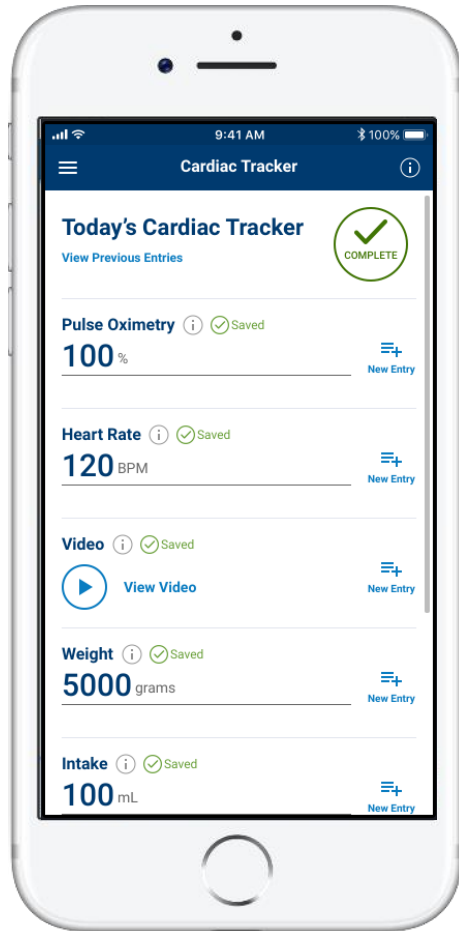 9:41 AM
100%
Cardiac Tracker
Today's Cardiac Tracker
COMPLETE
View Previous Entries
Pulse Oximetry Saved
100 %
New Entry
Heart Rate Saved
120 BPM
New Entry
Video Saved
View Video
New Entry
Weight Saved
5000 grams
New Entry
Intake Saved
100 mL
New Entry